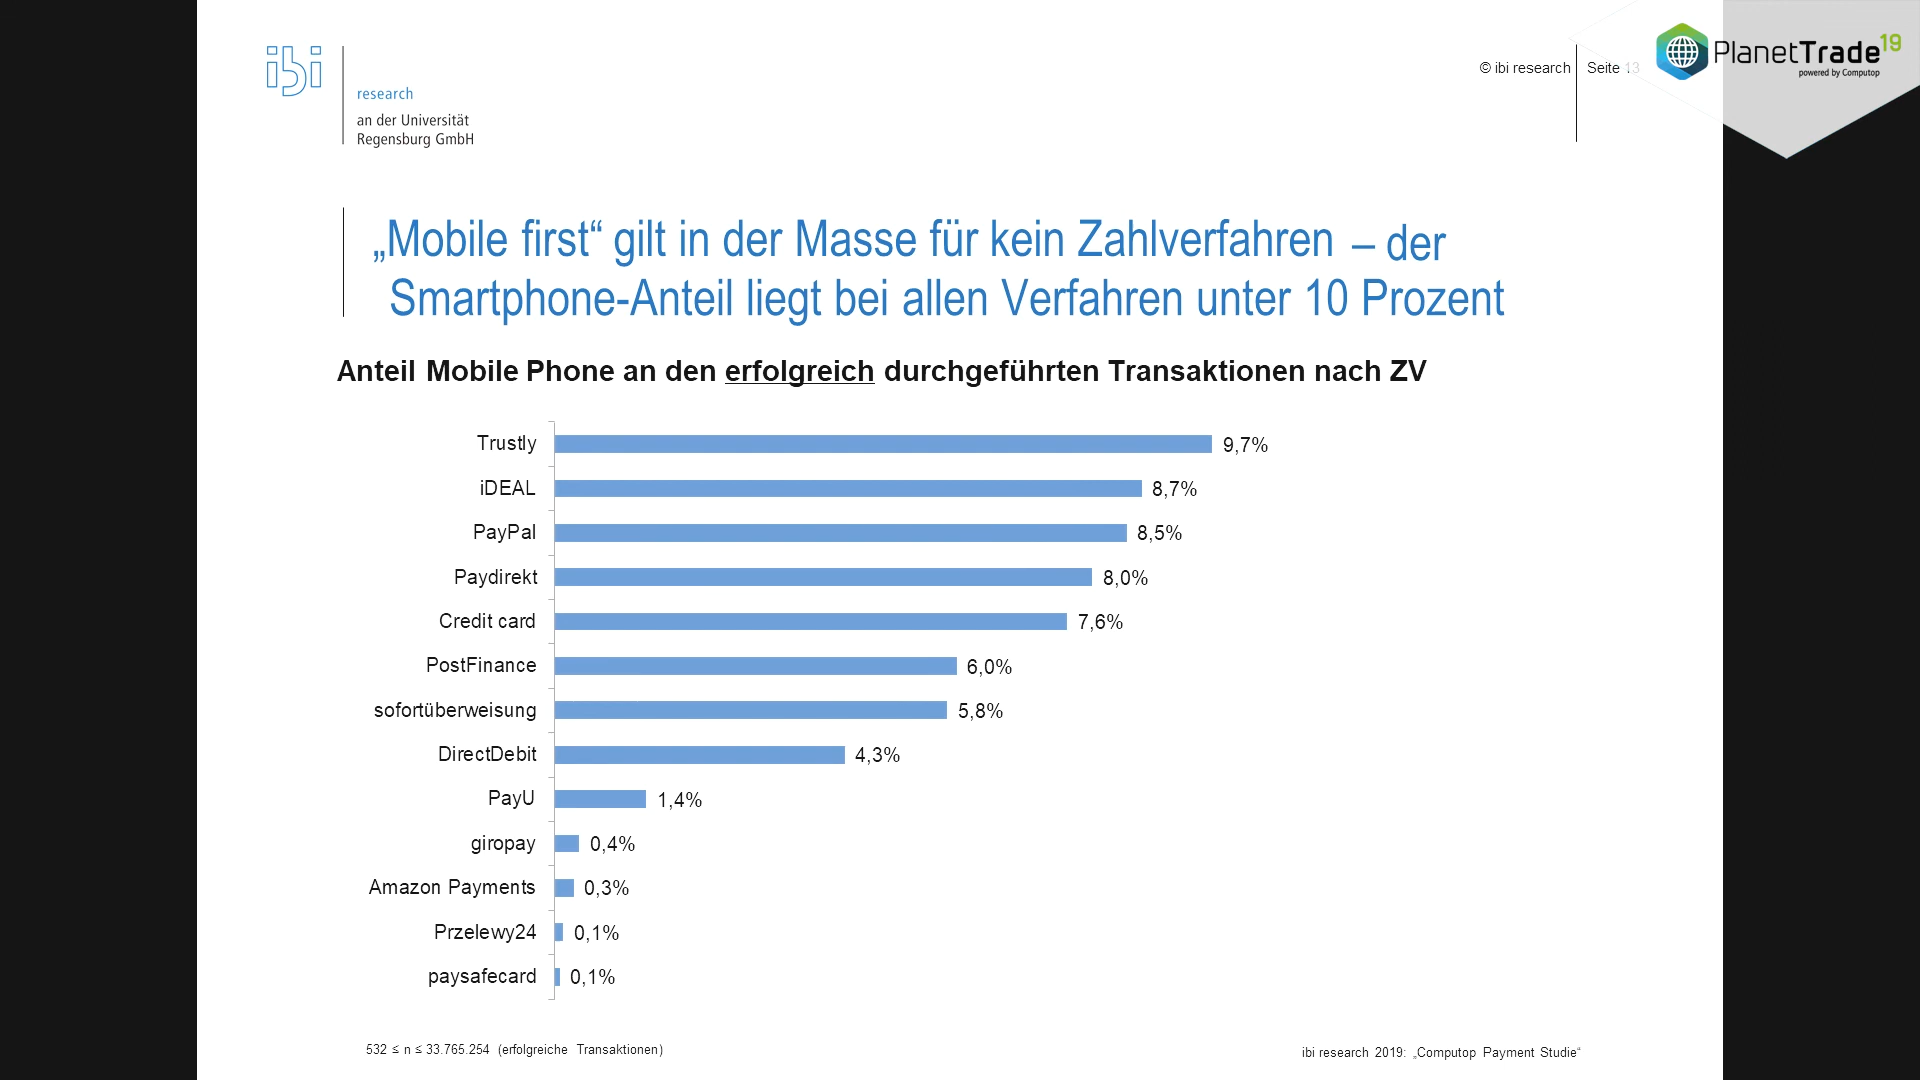 ibi
research
an der Universität
Regensburg GmbH
© ibi research
Seite 13
PlanetTrade19
powered by Computop
„Mobile first“ gilt in der Masse für kein Zahlverfahren – der
Smartphone-Anteil liegt bei allen Verfahren unter 10 Prozent
Anteil Mobile Phone an den erfolgreich durchgeführten Transaktionen nach ZV
Trustly 9,7%
iDEAL 8,7%
PayPal 8,5%
Paydirekt 8,0%
Credit card 7,6%
PostFinance 6,0%
sofortüberweisung 5,8%
DirectDebit 4,3%
PayU 1,4%
giropay 0,4%
Amazon Payments 0,3%
Przelewy24 0,1%
paysafecard 0,1%
532 ≤ n ≤ 33.765.254 (erfolgreiche Transaktionen)
ibi research 2019: „Computop Payment Studie“